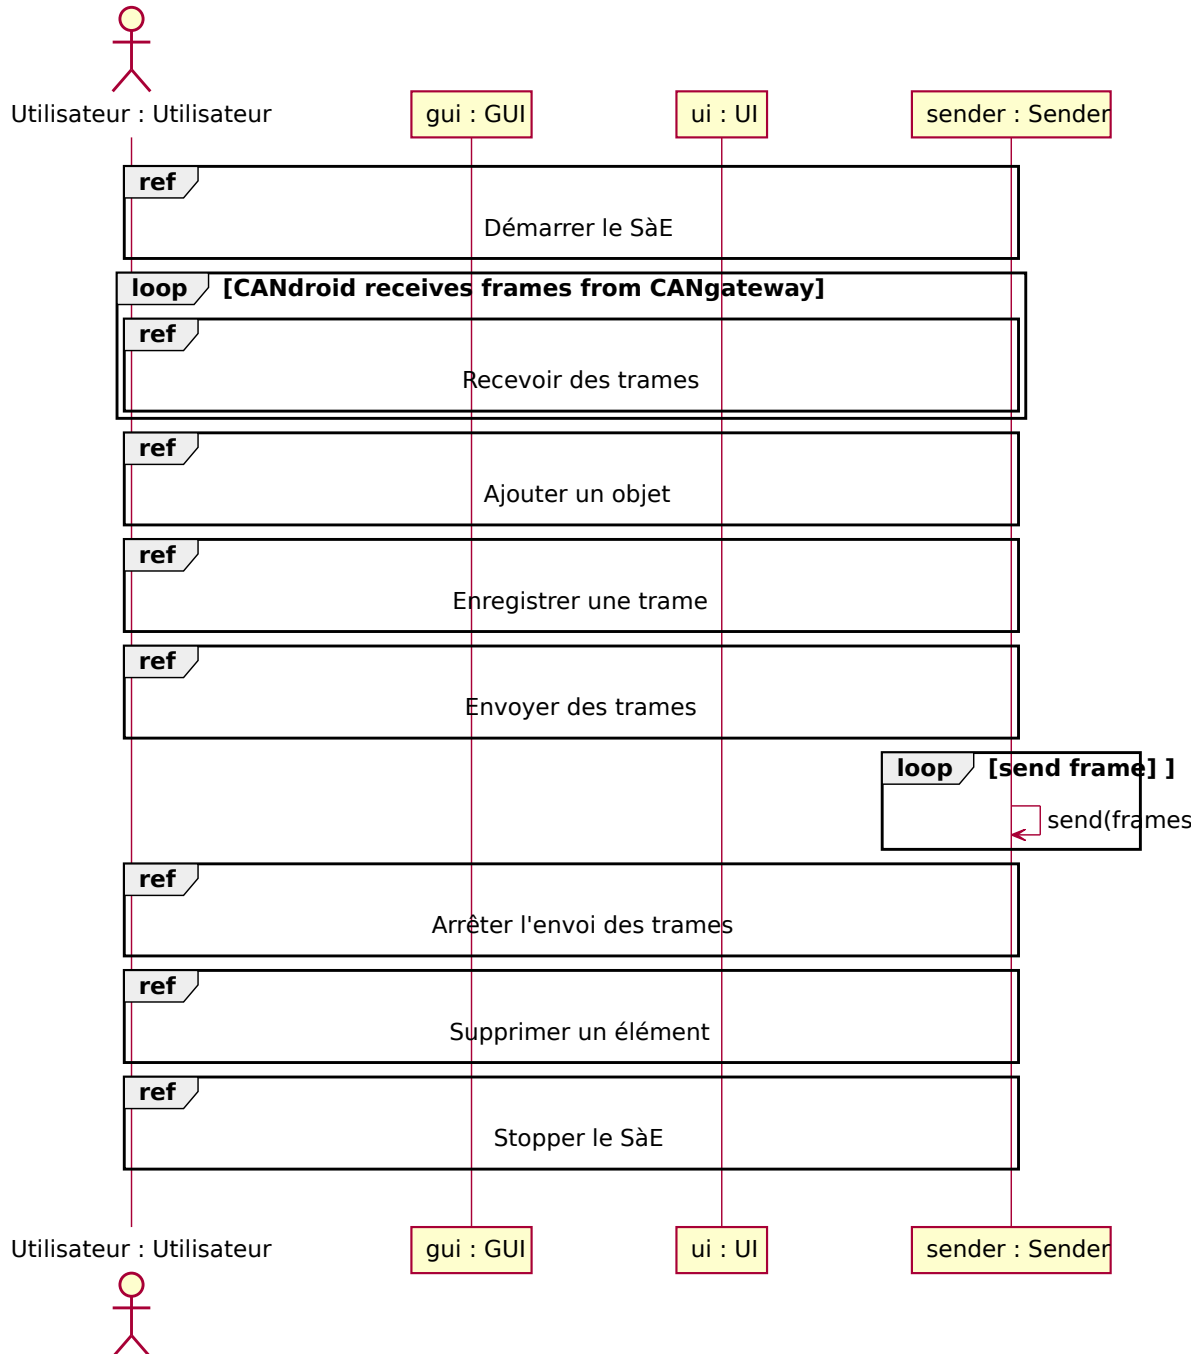 Utilisateur : Utilisateur
gui : GUI
ui : UI
sender : Sender
ref
Démarrer le SàE
loop [CANdroid receives frames from CANgateway]
ref
Recevoir des trames
ref
Ajouter un objet
ref
Enregistrer une trame
ref
Envoyer des trames
loop [send frame] ]
send(frames
ref
Arrêter l'envoi des trames
ref
Supprimer un élément
ref
Stopper le SàE
Utilisateur : Utilisateur
gui : GUI
ui : UI
sender : Sender